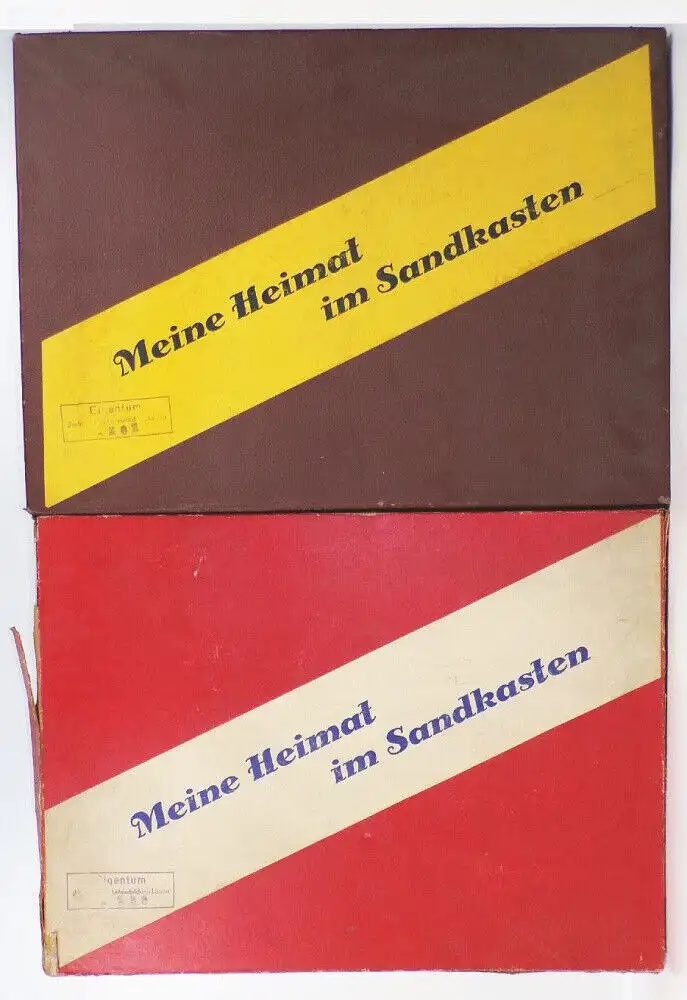 Meine Heimat
im Sandkasten
Eigentum
Meine Heimat
im Sandkasten
Eigentum